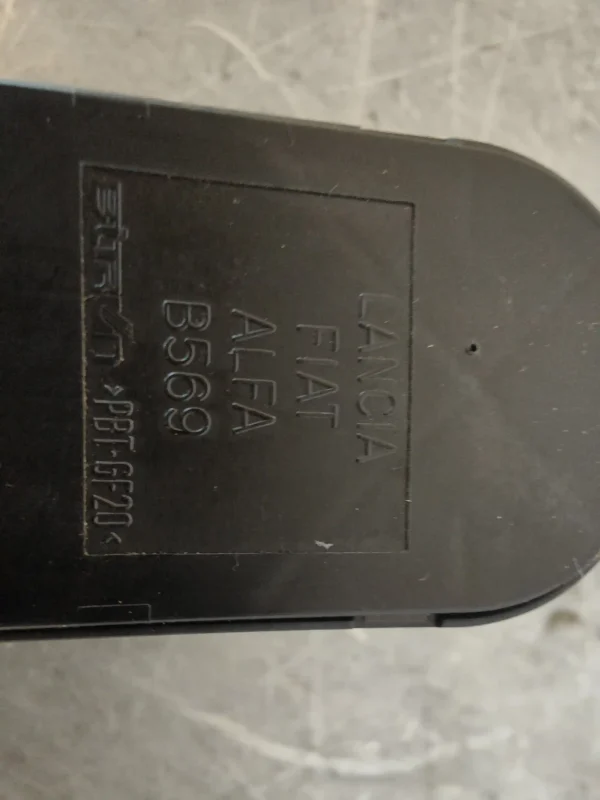 LANCIA
FIAT
ALFA
B569
>PBT-GF20<